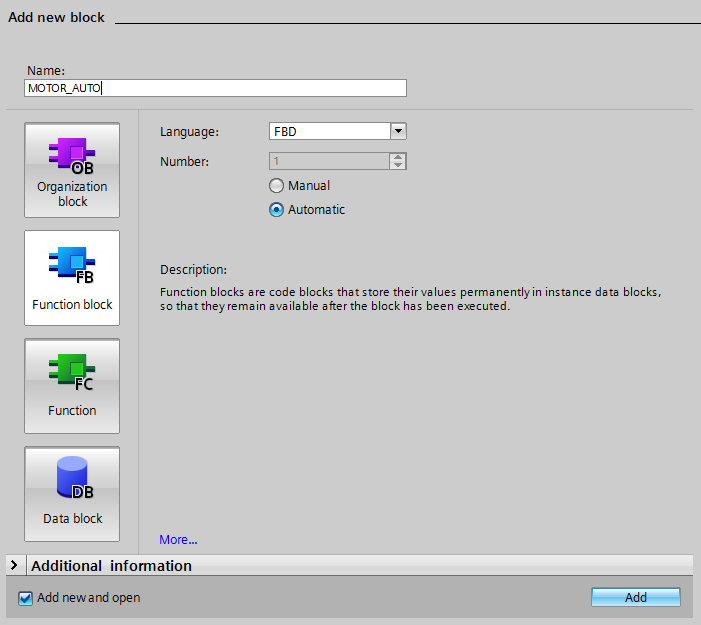 Add new block
Name:
MOTOR_AUTO
OB
Organization
block
FB
Function block
FC
Function
DB
Data block
Language:
FBD
Number:
1
Manual
Automatic
Description:
Function blocks are code blocks that store their values permanently in instance data blocks,
so that they remain available after the block has been executed.
More...
Additional information
Add new and open
Add